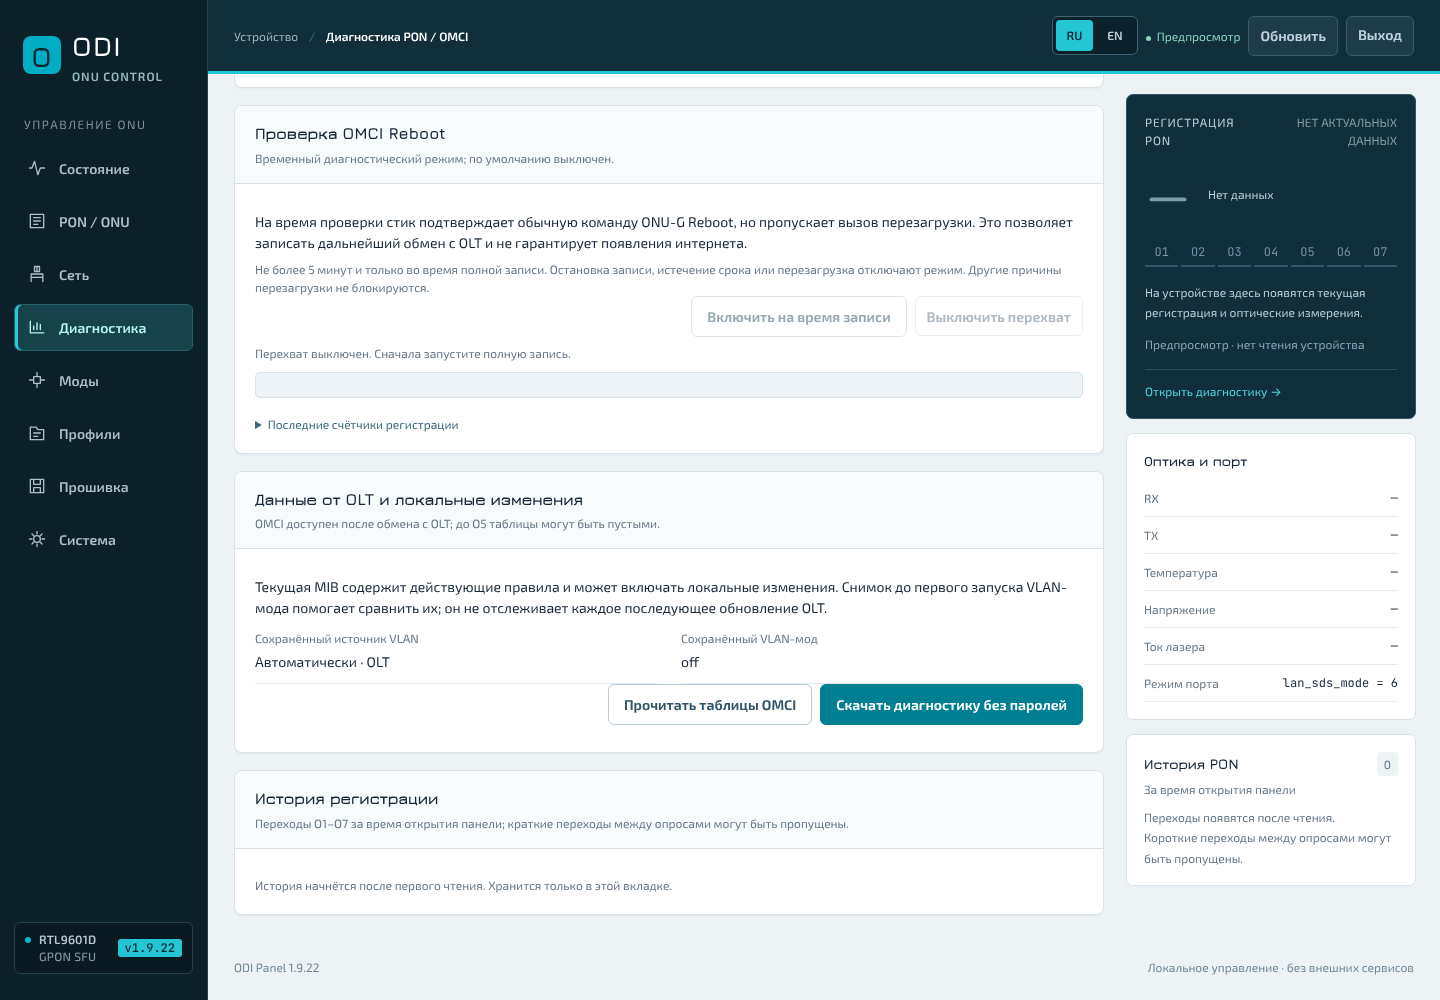 ODI
ONU CONTROL
УПРАВЛЕНИЕ ONU
Состояние
PON / ONU
Сеть
Диагностика
Моды
Профили
Прошивка
Система
RTL9601D
GPON SFU
v1.9.22
Устройство / Диагностика PON / OMCI
RU EN
Предпросмотр
Обновить
Выход
Проверка OMCI Reboot
Временный диагностический режим; по умолчанию выключен.
На время проверки стик подтверждает обычную команду ONU-G Reboot, но пропускает вызов перезагрузки. Это позволяет
записать дальнейший обмен с OLT и не гарантирует появления интернета.
Не более 5 минут и только во время полной записи. Остановка записи, истечение срока или перезагрузка отключают режим. Другие причины
перезагрузки не блокируются.
Включить на время записи
Выключить перехват
Перехват выключен. Сначала запустите полную запись.
Последние счётчики регистрации
Данные от OLT и локальные изменения
OMCI доступен после обмена с OLT; до O5 таблицы могут быть пустыми.
Текущая MIB содержит действующие правила и может включать локальные изменения. Снимок до первого запуска VLAN-
мода помогает сравнить их; он не отслеживает каждое последующее обновление OLT.
Сохранённый источник VLAN
Автоматически · OLT
Сохранённый VLAN-мод
off
Прочитать таблицы OMCI
Скачать диагностику без паролей
История регистрации
Переходы O1–O7 за время открытия панели; краткие переходы между опросами могут быть пропущены.
История начнётся после первого чтения. Хранится только в этой вкладке.
РЕГИСТРАЦИЯ
PON
НЕТ АКТУАЛЬНЫХ
ДАННЫХ
— Нет данных
01 02 03 04 05 06 07
На устройстве здесь появятся текущая
регистрация и оптические измерения.
Предпросмотр · нет чтения устройства
Открыть диагностику →
Оптика и порт
RX —
TX —
Температура —
Напряжение —
Ток лазера —
Режим порта lan_sds_mode = 6
История PON 0
За время открытия панели
Переходы появятся после чтения.
Короткие переходы между опросами могут
быть пропущены.
ODI Panel 1.9.22
Локальное управление · без внешних сервисов